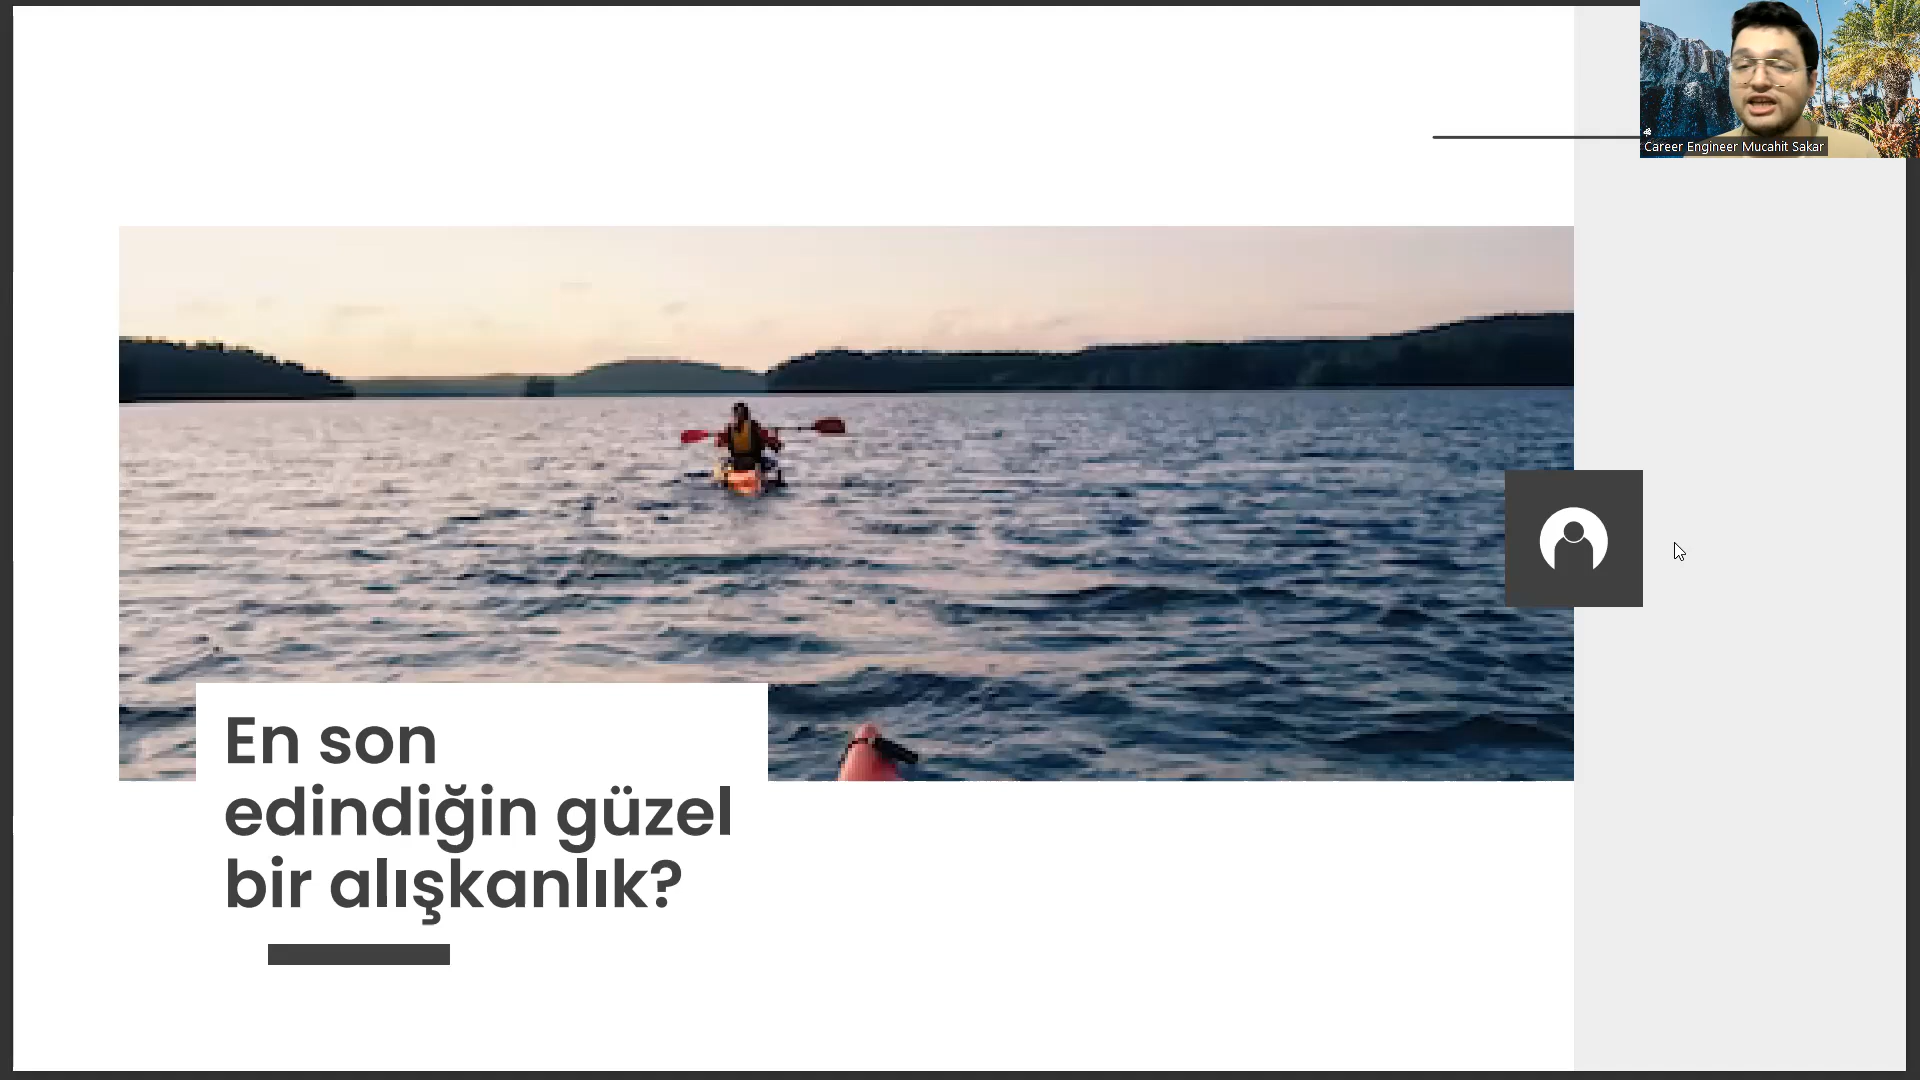 Career Engineer Mucahit Sakar
En son
edindiğin güzel
bir alışkanlık?